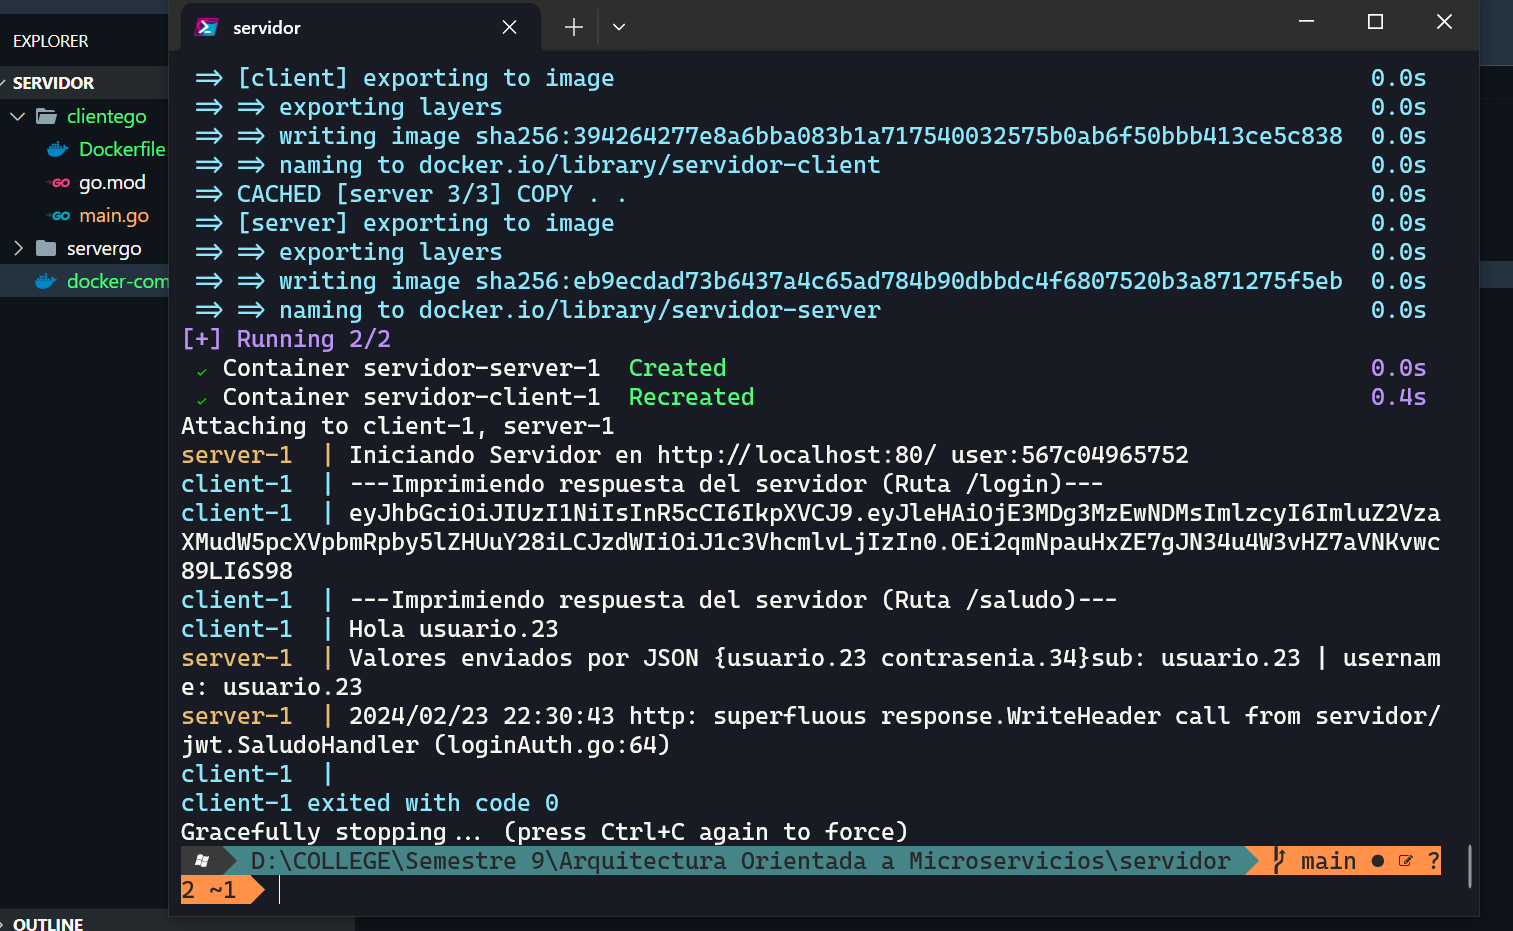 EXPLORER
SERVIDOR
clientego
Dockerfile
GO go.mod
GO main.go
servergo
docker-com
OUTLINE
servidor
=> [client] exporting to image 0.0s
=> => exporting layers 0.0s
=> => writing image sha256:394264277e8a6bba083b1a717540032575b0ab6f50bbb413ce5c838 0.0s
=> => naming to docker.io/library/servidor-client 0.0s
=> CACHED [server 3/3] COPY . . 0.0s
=> [server] exporting to image 0.0s
=> => exporting layers 0.0s
=> => writing image sha256:eb9ecdad73b6437a4c65ad784b90dbbdc4f6807520b3a871275f5eb 0.0s
=> => naming to docker.io/library/servidor-server 0.0s
[+] Running 2/2
✓ Container servidor-server-1 Created 0.0s
✓ Container servidor-client-1 Recreated 0.4s
Attaching to client-1, server-1
server-1 | Iniciando Servidor en http://localhost:80/ user:567c04965752
client-1 | ---Imprimiendo respuesta del servidor (Ruta /login)---
client-1 | eyJhbGciOiJIUzI1NiIsInR5cCI6IkpXVCJ9.eyJleHAiOjE3MDg3MzEwNDMsImlzcyI6ImluZ2Vza
XMudW5pcXVpbmRpby5lZHUuY28iLCJzdWIiOiJ1c3VhcmlvLjIzIn0.OEi2qmNpauHxZE7gJN34u4W3vHZ7aVNKvwc
89LI6S98
client-1 | ---Imprimiendo respuesta del servidor (Ruta /saludo)---
client-1 | Hola usuario.23
server-1 | Valores enviados por JSON {usuario.23 contrasenia.34}sub: usuario.23 | usernam
e: usuario.23
server-1 | 2024/02/23 22:30:43 http: superfluous response.WriteHeader call from servidor/
jwt.SaludoHandler (loginAuth.go:64)
client-1 |
client-1 exited with code 0
Gracefully stopping... (press Ctrl+C again to force)
D:\COLLEGE\Semestre 9\Arquitectura Orientada a Microservicios\servidor main ● ?
2 ~1